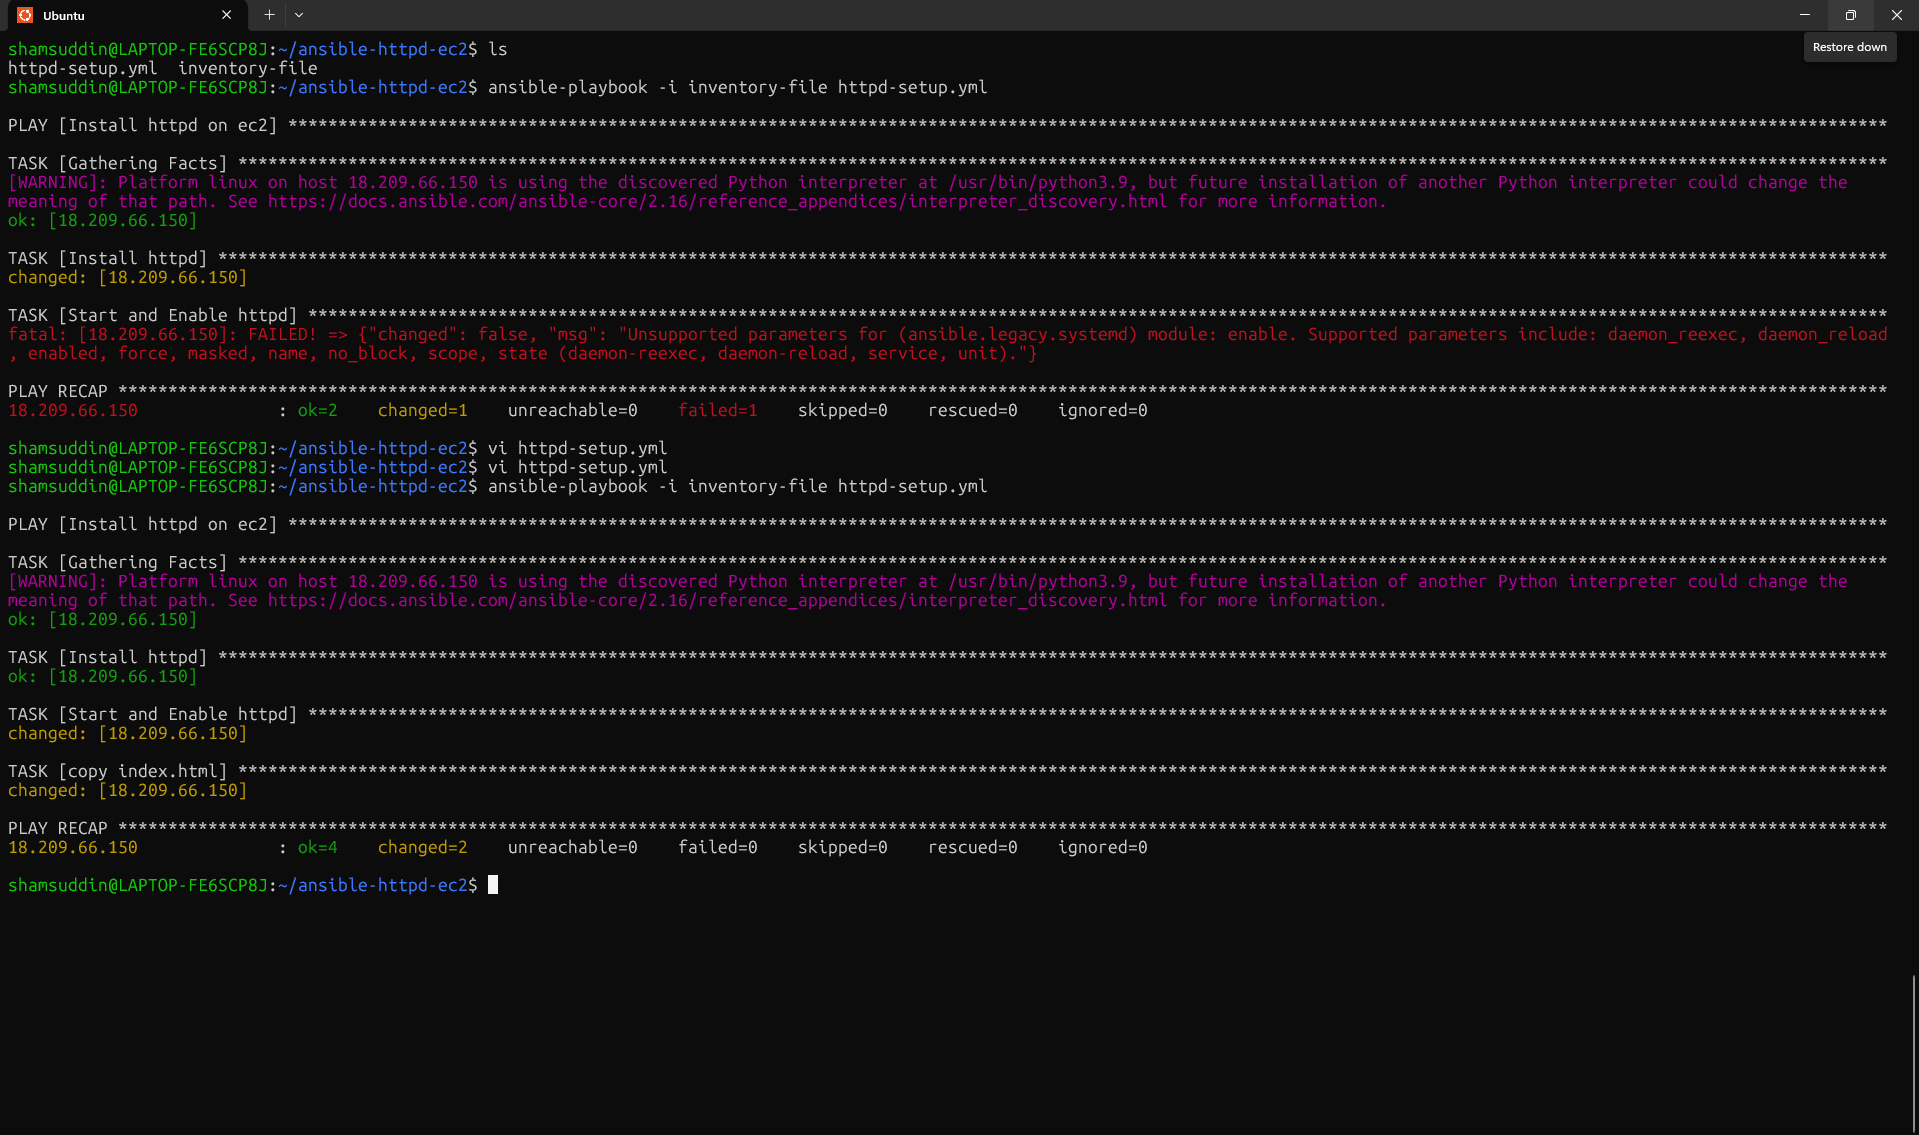 Ubuntu
Restore down
shamsuddin@LAPTOP-FE6SCP8J:~/ansible-httpd-ec2$ ls
httpd-setup.yml  inventory-file
shamsuddin@LAPTOP-FE6SCP8J:~/ansible-httpd-ec2$ ansible-playbook -i inventory-file httpd-setup.yml
PLAY [Install httpd on ec2] ****************************************************************************************************************************************************************
TASK [Gathering Facts] *********************************************************************************************************************************************************************
[WARNING]: Platform linux on host 18.209.66.150 is using the discovered Python interpreter at /usr/bin/python3.9, but future installation of another Python interpreter could change the
meaning of that path. See https://docs.ansible.com/ansible-core/2.16/reference_appendices/interpreter_discovery.html for more information.
ok: [18.209.66.150]
TASK [Install httpd] ***********************************************************************************************************************************************************************
changed: [18.209.66.150]
TASK [Start and Enable httpd] **************************************************************************************************************************************************************
fatal: [18.209.66.150]: FAILED! => {"changed": false, "msg": "Unsupported parameters for (ansible.legacy.systemd) module: enable. Supported parameters include: daemon_reexec, daemon_reload
, enabled, force, masked, name, no_block, scope, state (daemon-reexec, daemon-reload, service, unit)."}
PLAY RECAP *********************************************************************************************************************************************************************************
18.209.66.150              : ok=2    changed=1    unreachable=0    failed=1    skipped=0    rescued=0    ignored=0
shamsuddin@LAPTOP-FE6SCP8J:~/ansible-httpd-ec2$ vi httpd-setup.yml
shamsuddin@LAPTOP-FE6SCP8J:~/ansible-httpd-ec2$ vi httpd-setup.yml
shamsuddin@LAPTOP-FE6SCP8J:~/ansible-httpd-ec2$ ansible-playbook -i inventory-file httpd-setup.yml
PLAY [Install httpd on ec2] ****************************************************************************************************************************************************************
TASK [Gathering Facts] *********************************************************************************************************************************************************************
[WARNING]: Platform linux on host 18.209.66.150 is using the discovered Python interpreter at /usr/bin/python3.9, but future installation of another Python interpreter could change the
meaning of that path. See https://docs.ansible.com/ansible-core/2.16/reference_appendices/interpreter_discovery.html for more information.
ok: [18.209.66.150]
TASK [Install httpd] ***********************************************************************************************************************************************************************
ok: [18.209.66.150]
TASK [Start and Enable httpd] **************************************************************************************************************************************************************
changed: [18.209.66.150]
TASK [copy index.html] *********************************************************************************************************************************************************************
changed: [18.209.66.150]
PLAY RECAP *********************************************************************************************************************************************************************************
18.209.66.150              : ok=4    changed=2    unreachable=0    failed=0    skipped=0    rescued=0    ignored=0
shamsuddin@LAPTOP-FE6SCP8J:~/ansible-httpd-ec2$